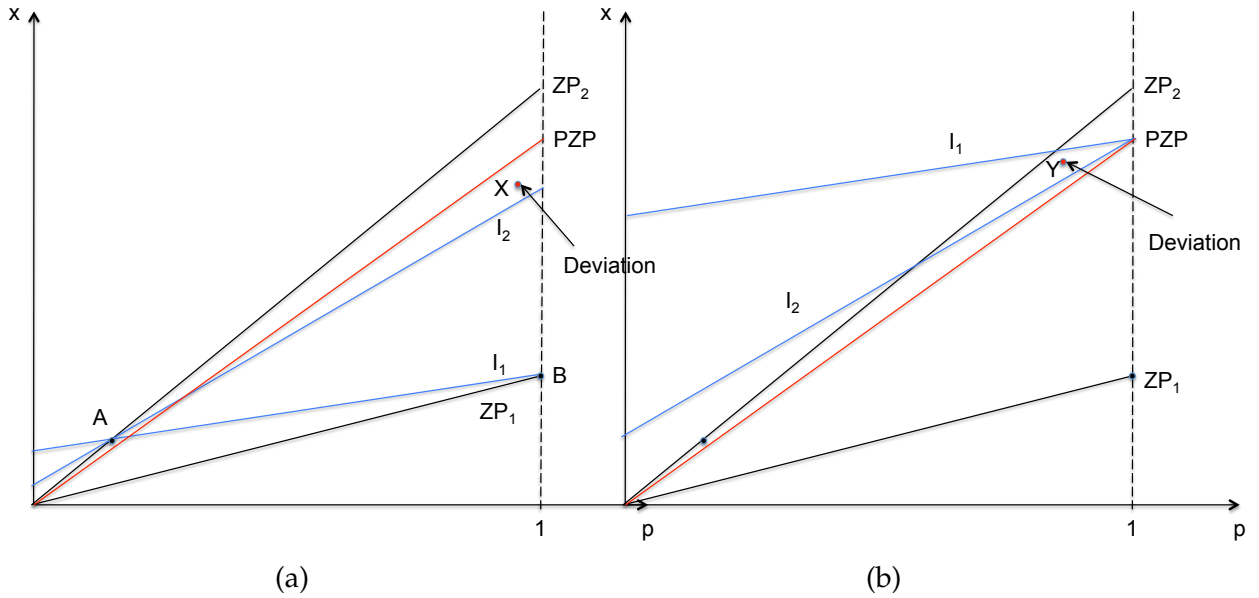 x
ZP2
PZP
X
I2
Deviation
A
I1
B
ZP1
1
p
(a)
x
ZP2
I1
PZP
Y
Deviation
I2
ZP1
1
p
(b)